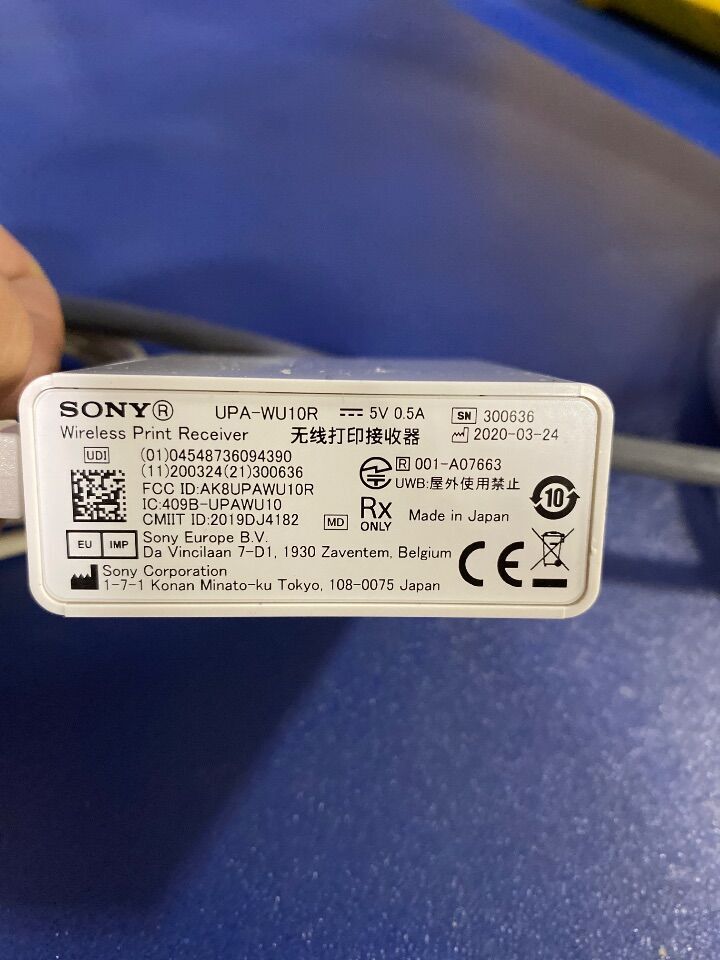 SONY® UPA-WU10R 5V 0.5A SN 300636
Wireless Print Receiver 无线打印接收器 2020-03-24
UDI (01)04548736094390
(11)200324(21)300636
R 001-A07663
UWB:屋外使用禁止
FCC ID:AK8UPAWU10R
IC:409B-UPAWU10
CMIIT ID:2019DJ4182
MD Rx ONLY Made in Japan
10
EU IMP Sony Europe B.V.
Da Vincilaan 7-D1, 1930 Zaventem, Belgium
CE
Sony Corporation
1-7-1 Konan Minato-ku Tokyo, 108-0075 Japan